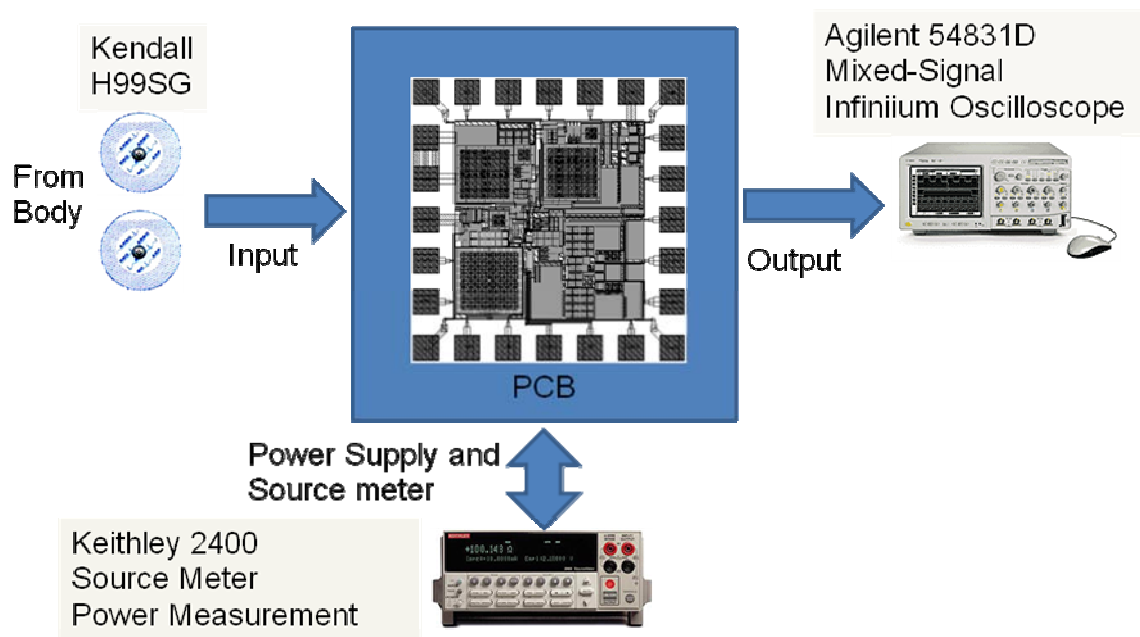 Kendall
H99SG
From
Body
Input
PCB
Agilent 54831D
Mixed-Signal
Infiniium Oscilloscope
Output
Power Supply and
Source meter
Keithley 2400
Source Meter
Power Measurement
KEITHLEY